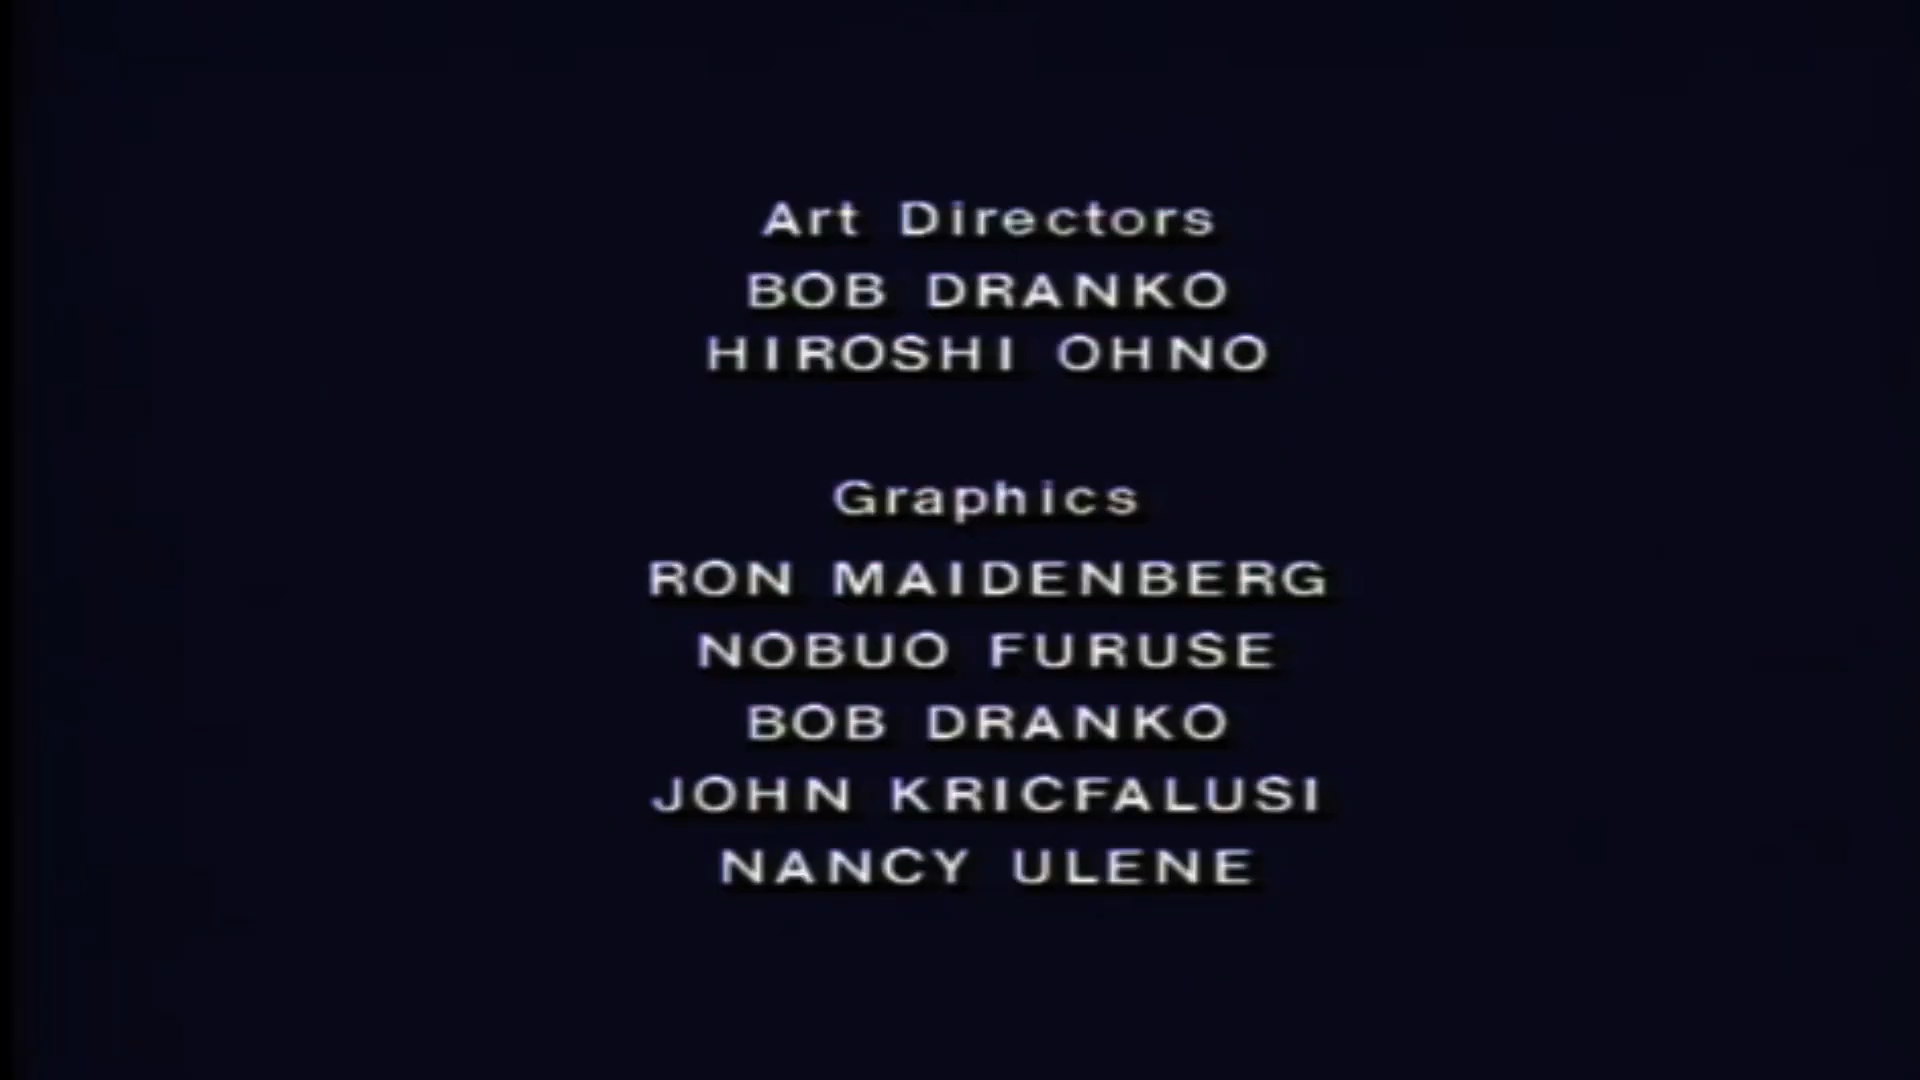 Art Directors
BOB DRANKO
HIROSHI OHNO
Graphics
RON MAIDENBERG
NOBUO FURUSE
BOB DRANKO
JOHN KRICFALUSI
NANCY ULENE